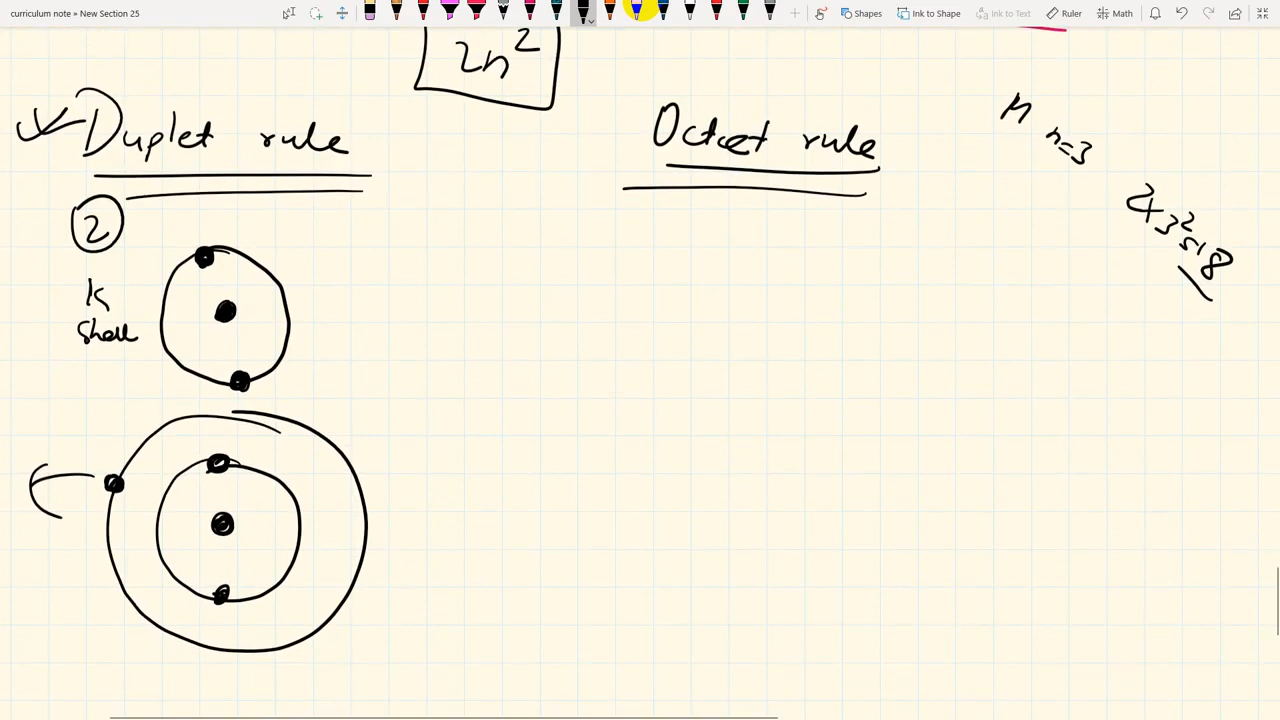 curriculum note » New Section 25
Shapes
Ink to Shape
Ink to Text
Ruler
Math
2n²
Duplet rule
Octet rule
M
n=3
2
K
Shell